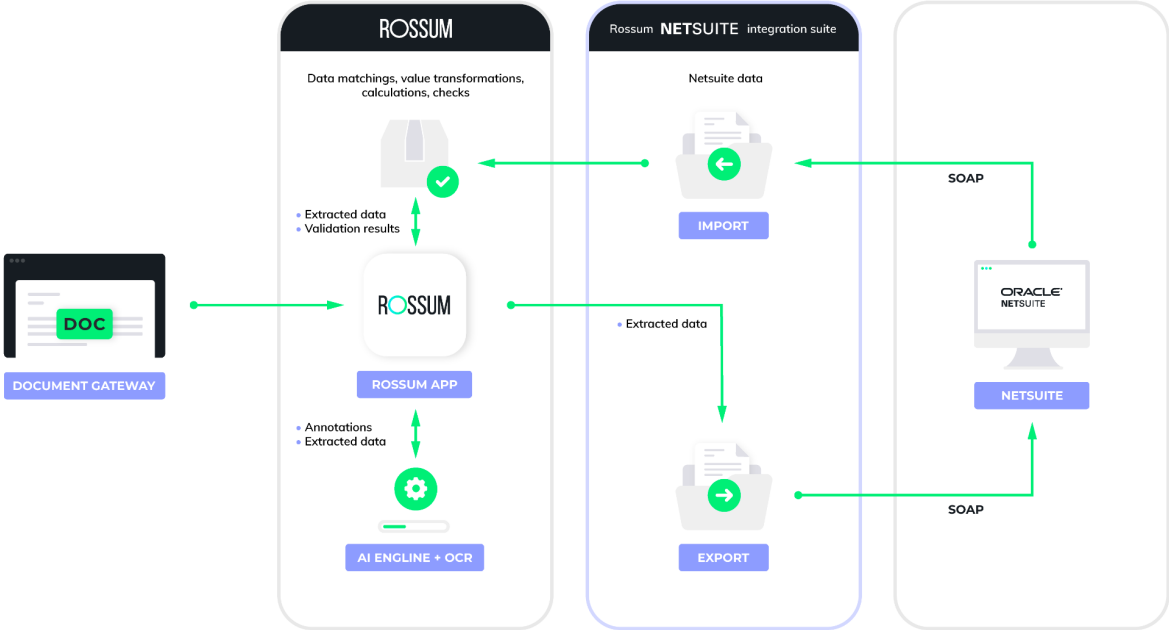 ROSSUM
Rossum NETSUITE integration suite
Data matchings, value transformations,
calculations, checks
Netsuite data
SOAP
Extracted data
Validation results
IMPORT
DOC
ROSSUM
Extracted data
ORACLE
NETSUITE
DOCUMENT GATEWAY
ROSSUM APP
NETSUITE
Annotations
Extracted data
SOAP
AI ENGLINE + OCR
EXPORT